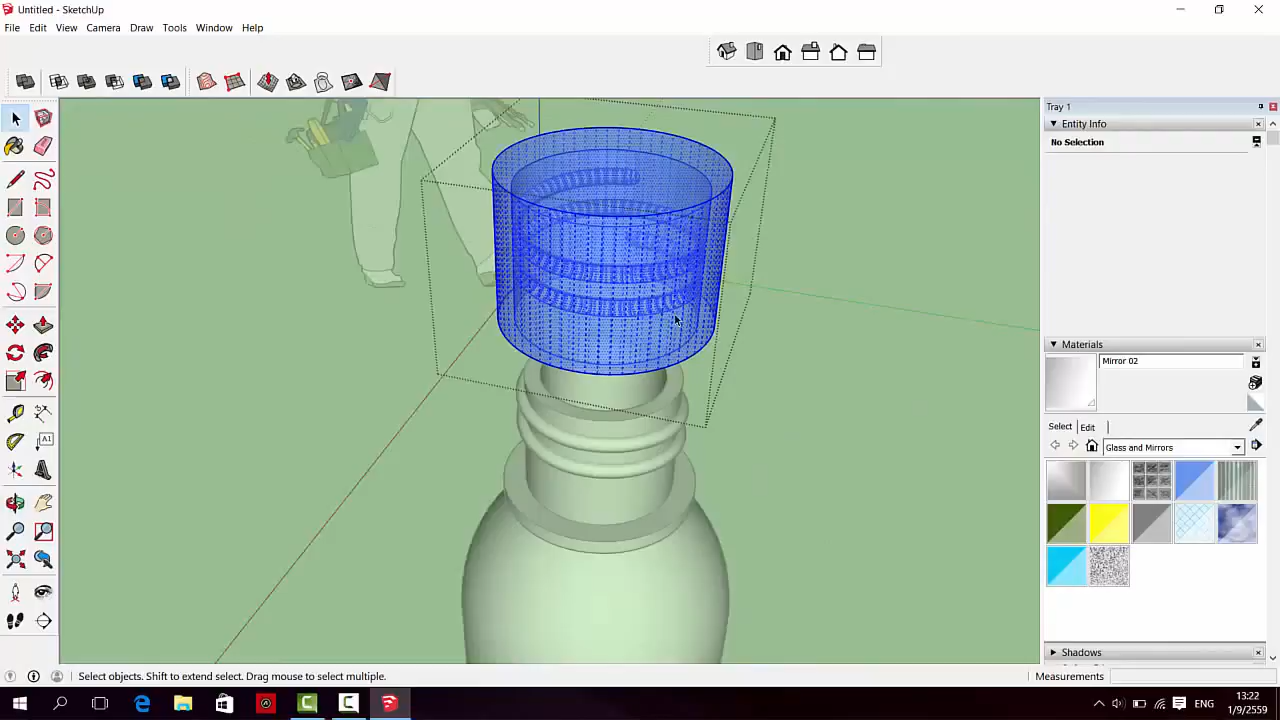 Untitled - SketchUp
File Edit View Camera Draw Tools Window Help
Tray 1
Entity Info
No Selection
Materials
Mirror 02
Select Edit
Glass and Mirrors
A1
Shadows
Select objects. Shift to extend select. Drag mouse to select multiple.
Measurements
ENG
13:22
1/9/2559